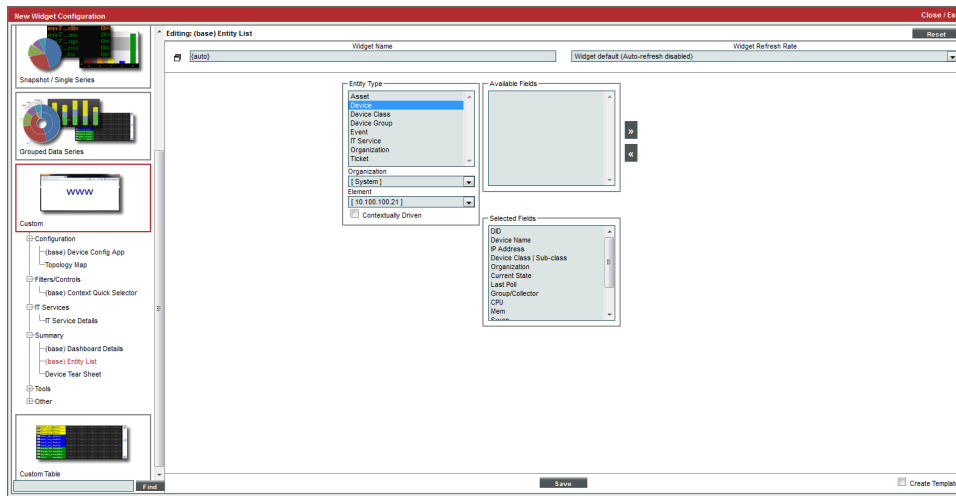 New Widget Configuration
Close / Es
Snapshot / Single Series
Grouped Data Series
www
Custom
Configuration
(base) Device Config App
Topology Map
Filters/Controls
(base) Context Quick Selector
IT Services
IT Service Details
Summary
(base) Dashboard Details
(base) Entity List
Device Tear Sheet
Tools
Other
Custom Table
Find
Editing: (base) Entity List
Reset
Widget Name
Widget Refresh Rate
{auto}
Widget default (Auto-refresh disabled)
Entity Type
Asset
Device
Device Class
Device Group
Event
IT Service
Organization
Ticket
Organization
[ System ]
Element
[ 10.100.100.21 ]
Contextually Driven
Available Fields
»
«
Selected Fields
DID
Device Name
IP Address
Device Class | Sub-class
Organization
Current State
Last Poll
Group/Collector
CPU
Mem
Swap
Save
Create Template